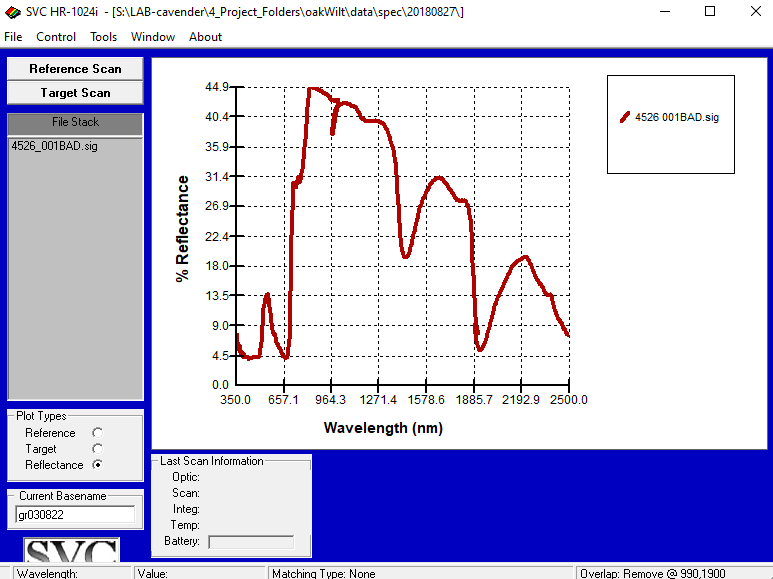 SVC HR-1024i - [S:\LAB-cavender\4_Project_Folders\oakWilt\data\spec\20180827\]
File Control Tools Window About
Reference Scan
Target Scan
File Stack
4526_001BAD.sig
44.9
40.4
35.9
31.4
26.9
22.4
18.0
13.5
9.0
4.5
0.0
% Reflectance
350.0 657.1 964.3 1271.4 1578.6 1885.7 2192.9 2500.0
Wavelength (nm)
4526 001BAD.sig
Plot Types
Reference
Target
Reflectance
Current Basename
gr030822
SVC
Last Scan Information
Optic:
Scan:
Integ:
Temp:
Battery:
Wavelength: Value: Matching Type: None Overlap: Remove @ 990,1900